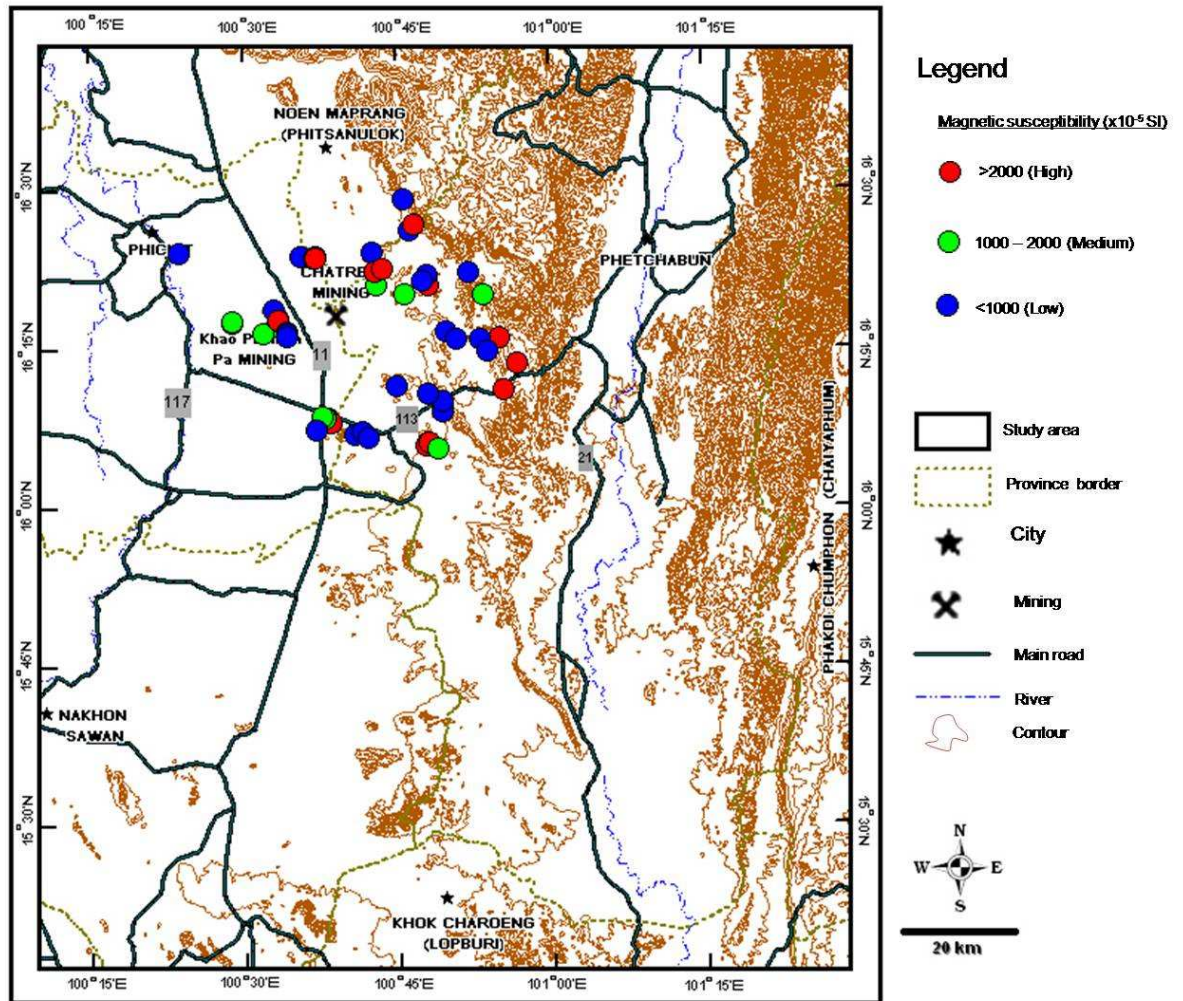 100°15'E 100°30'E 100°45'E 101°00'E 101°15'E
16°30'N
16°15'N
16°00'N
15°45'N
15°30'N
NOEN MAPRANG
(PHITSANULOK)
PHETCHABUN
MINING
Pa MINING
11
117
113
21
PHAKDI CHUMPHON (CHAIYAPHUM)
NAKHON
SAWAN
KHOK CHAROENG
(LOPBURI)
16°30'N
16°15'N
16°00'N
15°45'N
15°30'N
100°15'E 100°30'E 100°45'E 101°00'E 101°15'E
Legend
Magnetic susceptibility (x10⁻⁵ SI)
>2000 (High)
1000 – 2000 (Medium)
<1000 (Low)
Study area
Province border
City
Mining
Main road
River
Contour
N
W E
S
20 km